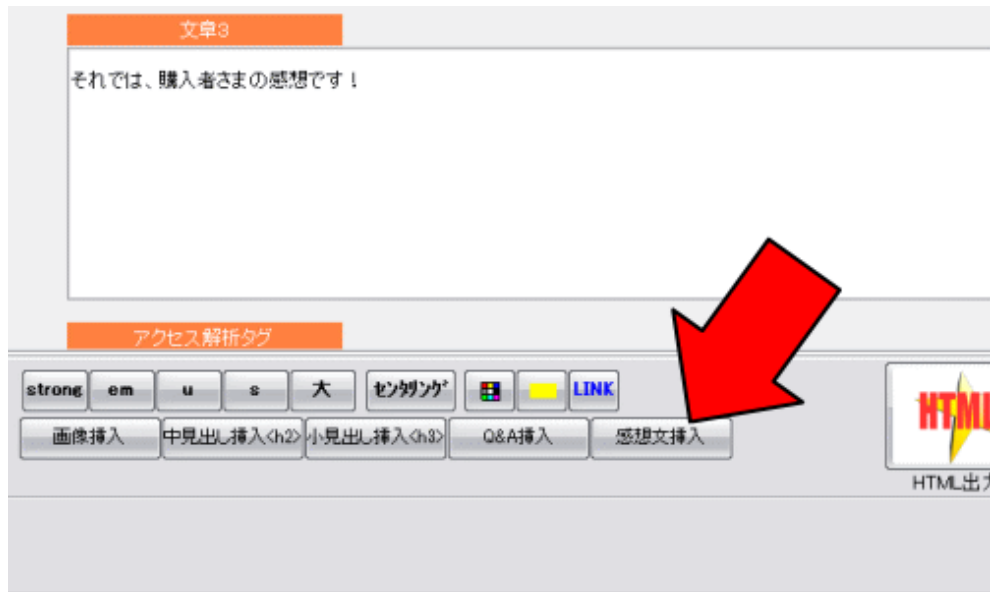 文章3
それでは、購入者さまの感想です!
アクセス解析タグ
strong em u s 大 ｾﾝﾀﾘﾝｸﾞ LINK
画像挿入 中見出し挿入<h2> 小見出し挿入<h3> Q&A挿入 感想文挿入
HTML
HTML出力